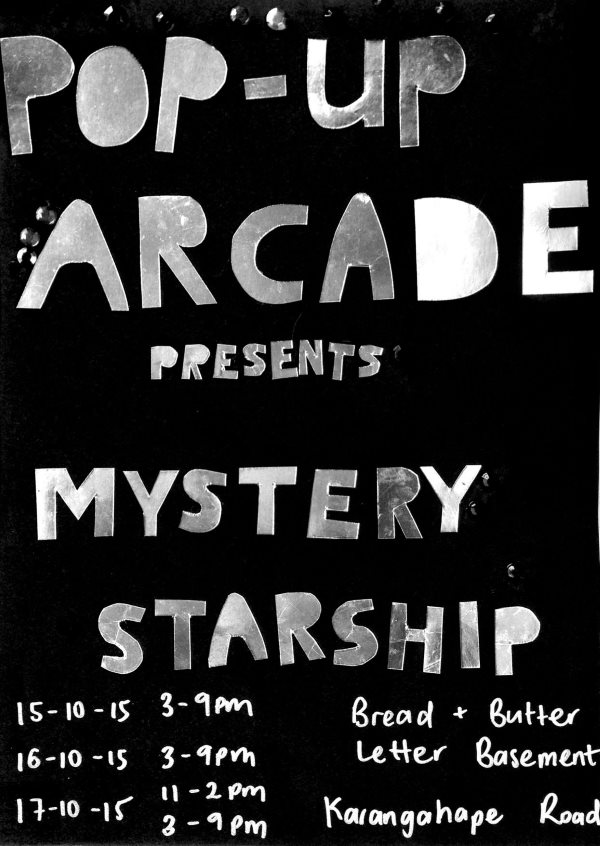 POP-UP
ARCADE
PRESENTS
MYSTERY
STARSHIP
15-10-15 3-9pm Bread + Butter
16-10-15 3-9pm Letter Basement
17-10-15 11-2pm Karangahape Road
3-9pm